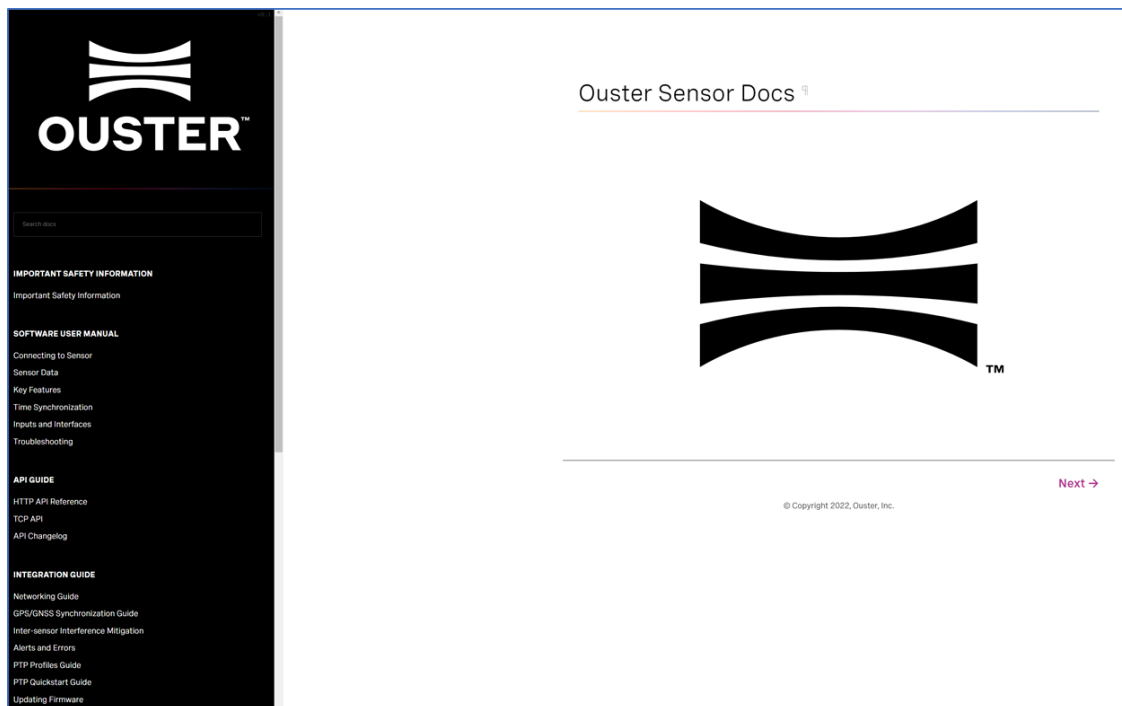 OUSTER™
Search docs
IMPORTANT SAFETY INFORMATION
Important Safety Information
SOFTWARE USER MANUAL
Connecting to Sensor
Sensor Data
Key Features
Time Synchronization
Inputs and Interfaces
Troubleshooting
API GUIDE
HTTP API Reference
TCP API
API Changelog
INTEGRATION GUIDE
Networking Guide
GPS/GNSS Synchronization Guide
Inter-sensor Interference Mitigation
Alerts and Errors
PTP Profiles Guide
PTP Quickstart Guide
Updating Firmware
Ouster Sensor Docs ¶
™
Next →
© Copyright 2022, Ouster, Inc.